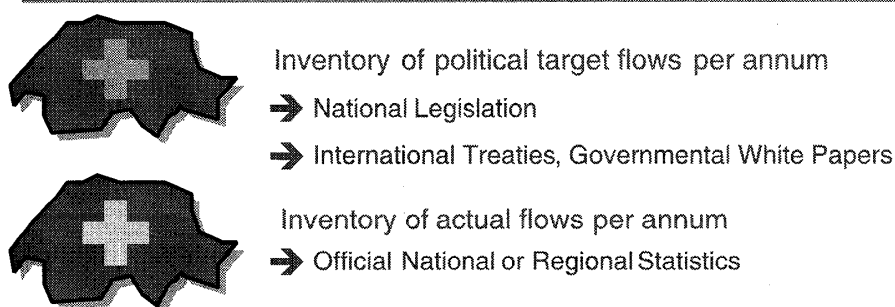 Inventory of political target flows per annum
➔ National Legislation
➔ International Treaties, Governmental White Papers
Inventory of actual flows per annum
➔ Official National or Regional Statistics